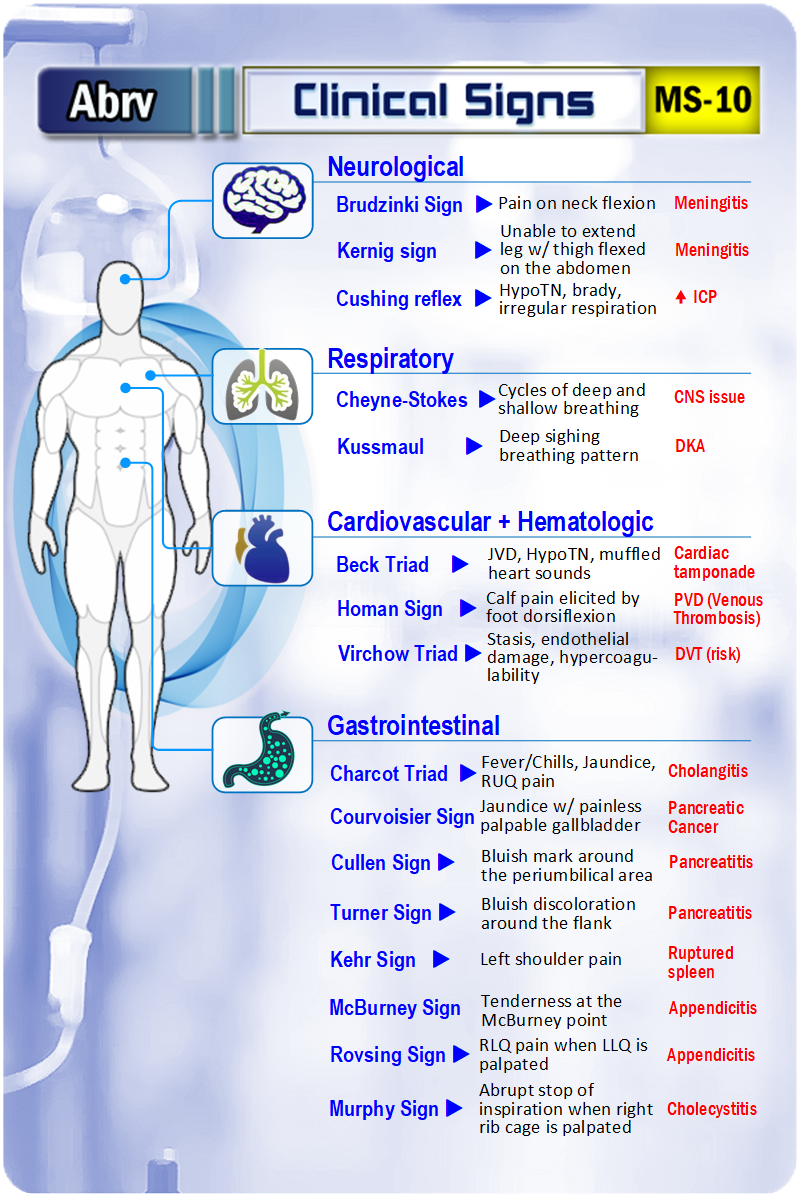 Abrv
Clinical Signs
MS-10
Neurological
Brudzinki Sign
Pain on neck flexion
Meningitis
Kernig sign
Unable to extend
leg w/ thigh flexed
on the abdomen
Meningitis
Cushing reflex
HypoTN, brady,
irregular respiration
ICP
Respiratory
Cheyne-Stokes
Cycles of deep and
shallow breathing
CNS issue
Kussmaul
Deep sighing
breathing pattern
DKA
Cardiovascular + Hematologic
Beck Triad
JVD, HypoTN, muffled
heart sounds
Cardiac
tamponade
Homan Sign
Calf pain elicited by
foot dorsiflexion
PVD (Venous
Thrombosis)
Virchow Triad
Stasis, endothelial
damage, hypercoagu-
lability
DVT (risk)
Gastrointestinal
Charcot Triad
Fever/Chills, Jaundice,
RUQ pain
Cholangitis
Courvoisier Sign
Jaundice w/ painless
palpable gallbladder
Pancreatic
Cancer
Cullen Sign
Bluish mark around
the periumbilical area
Pancreatitis
Turner Sign
Bluish discoloration
around the flank
Pancreatitis
Kehr Sign
Left shoulder pain
Ruptured
spleen
McBurney Sign
Tenderness at the
McBurney point
Appendicitis
Rovsing Sign
RLQ pain when LLQ is
palpated
Appendicitis
Murphy Sign
Abrupt stop of
inspiration when right
rib cage is palpated
Cholecystitis